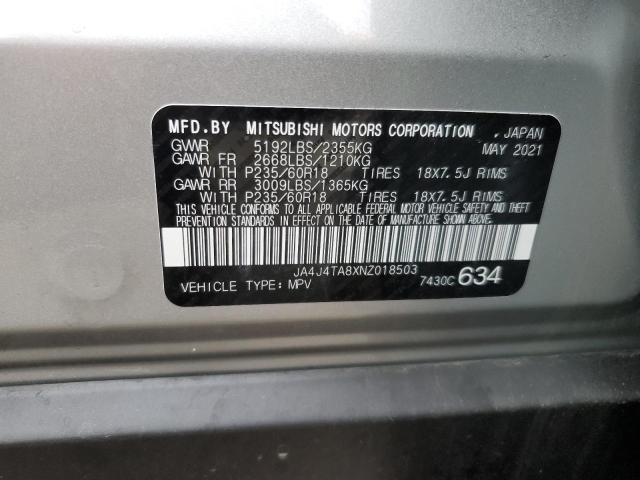 MFD.BY MITSUBISHI MOTORS CORPORATION , JAPAN
GWWR 5192LBS/2355KG MAY 2021
GAWR FR 2668LBS/1210KG
WITH P235/60R18 TIRES 18X7.5J RIMS
GAWR RR 3009LBS/1365KG
WITH P235/60R18 TIRES 18X7.5J RIMS
THIS VEHICLE CONFORMS TO ALL APPLICABLE FEDERAL MOTOR VEHICLE SAFETY AND THEFT
PREVENTION STANDARDS IN EFFECT ON THE DATE OF MANUFACTURE SHOWN ABOVE.
JA4J4TA8XNZ018503
VEHICLE TYPE: MPV 7430C 634